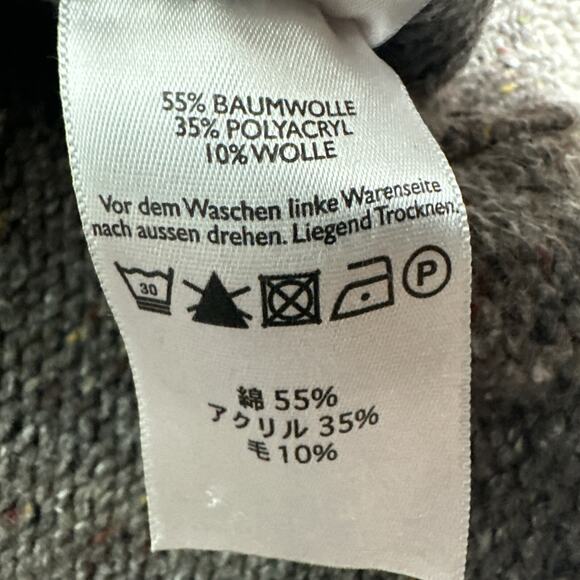 55% BAUMWOLLE
35% POLYACRYL
10% WOLLE
Vor dem Waschen linke Warenseite
nach aussen drehen. Liegend Trocknen.
30 P
綿 55%
アクリル 35%
毛 10%